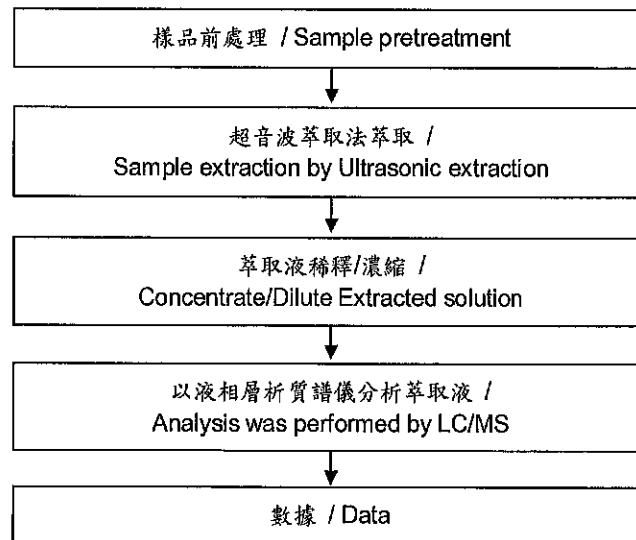 樣品前處理 / Sample pretreatment
超音波萃取法萃取 /
Sample extraction by Ultrasonic extraction
萃取液稀釋/濃縮 /
Concentrate/Dilute Extracted solution
以液相層析質譜儀分析萃取液 /
Analysis was performed by LC/MS
數據 / Data